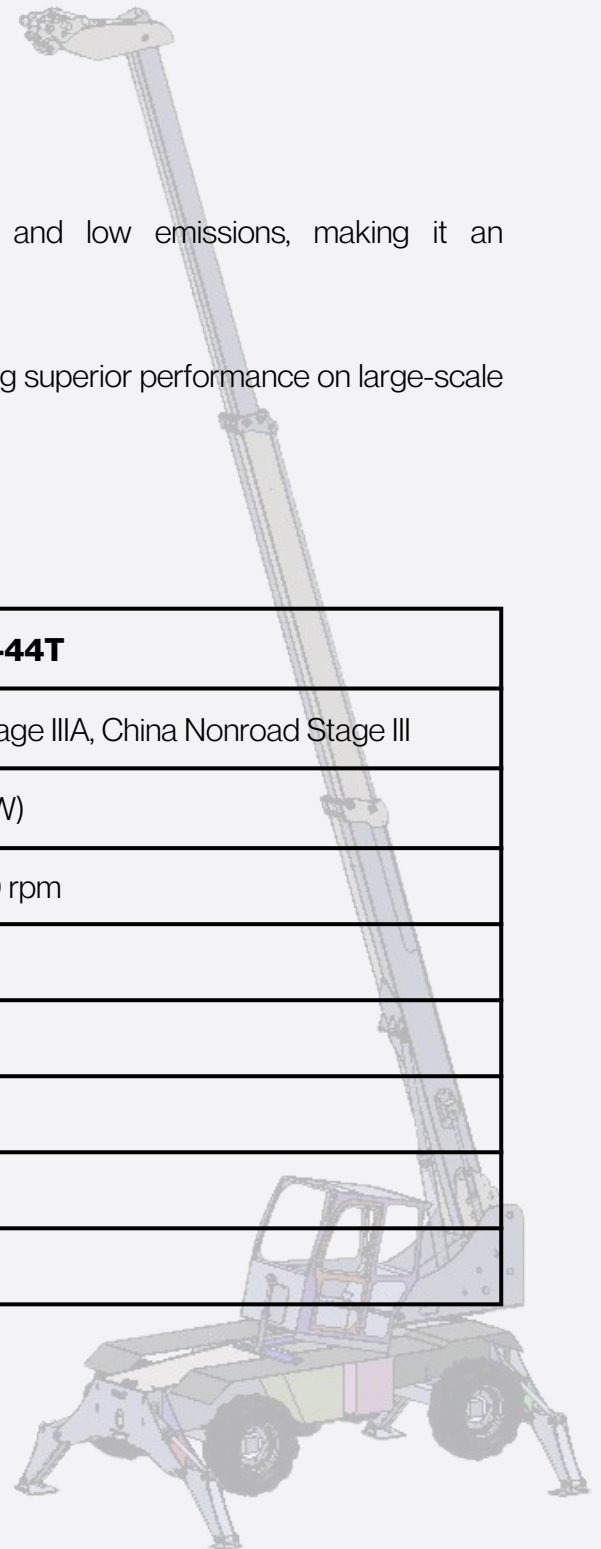 and low emissions, making it an
g superior performance on large-scale
-44T
age IIIA, China Nonroad Stage III
W)
rpm